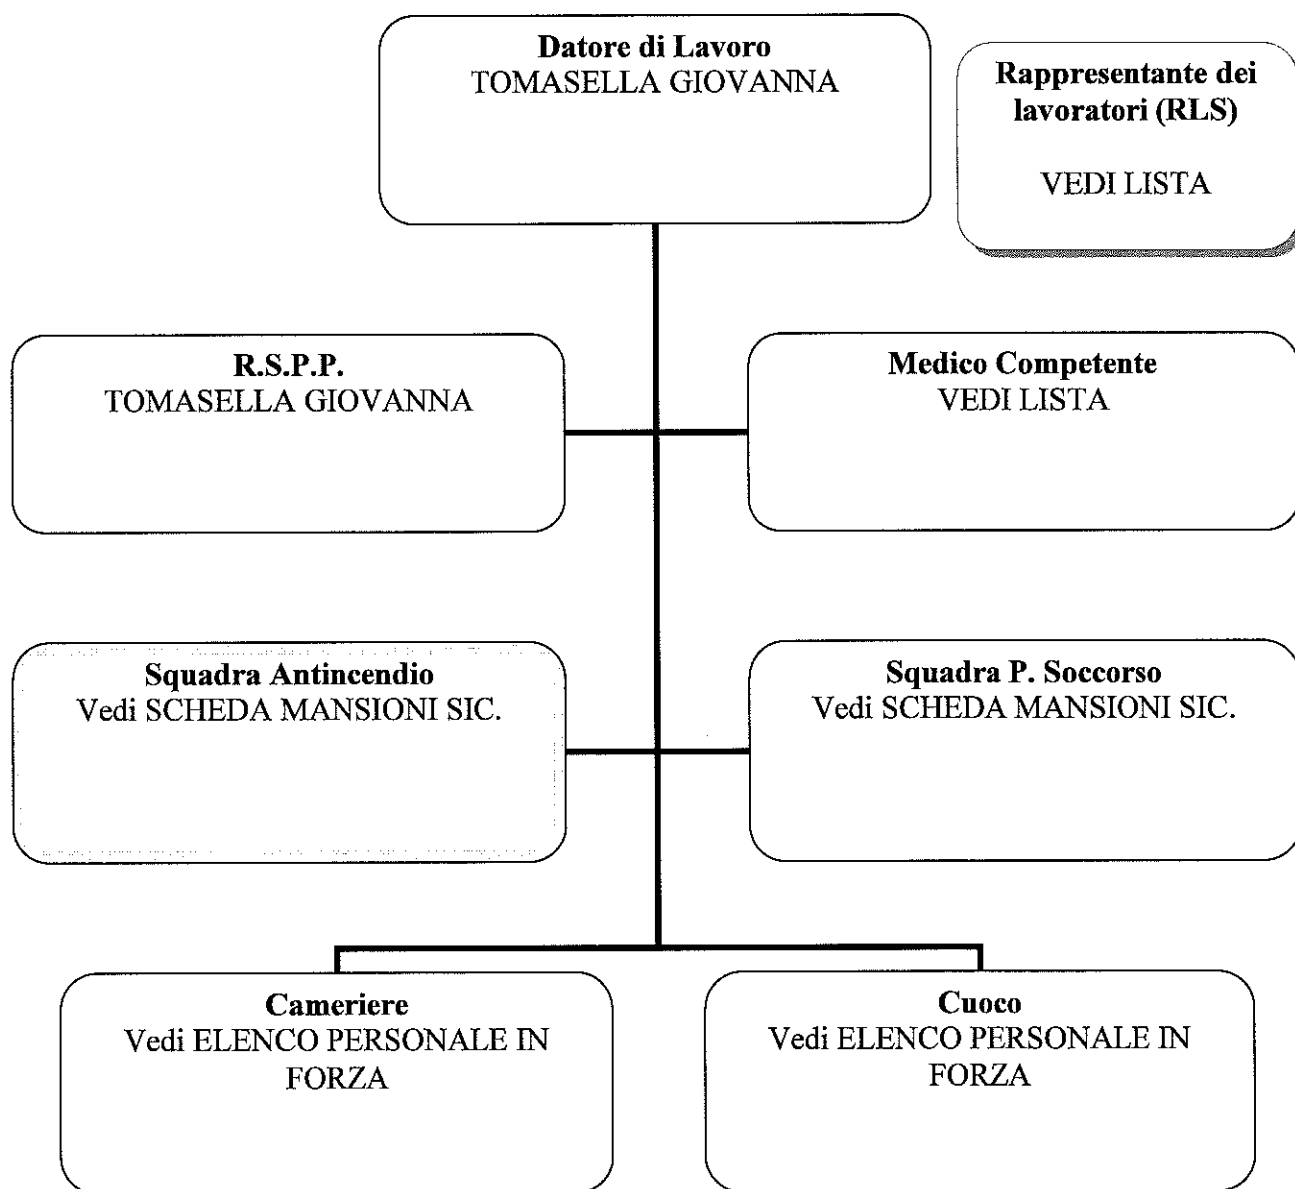 Datore di Lavoro
TOMASELLA GIOVANNA
Rappresentante dei
lavoratori (RLS)
VEDI LISTA
R.S.P.P.
TOMASELLA GIOVANNA
Medico Competente
VEDI LISTA
Squadra Antincendio
Vedi SCHEDA MANSIONI SIC.
Squadra P. Soccorso
Vedi SCHEDA MANSIONI SIC.
Cameriere
Vedi ELENCO PERSONALE IN
FORZA
Cuoco
Vedi ELENCO PERSONALE IN
FORZA